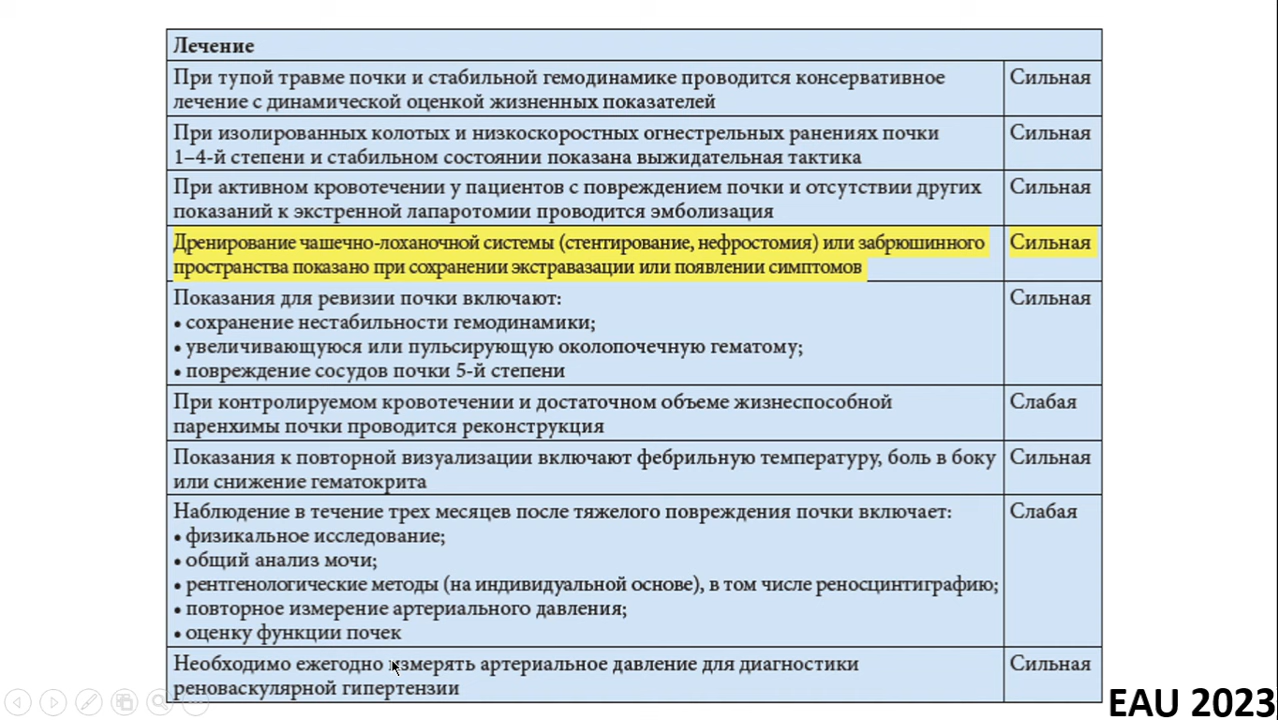 Лечение
При тупой травме почки и стабильной гемодинамике проводится консервативное Сильная
лечение с динамической оценкой жизненных показателей
При изолированных колотых и низкоскоростных огнестрельных ранениях почки Сильная
1–4-й степени и стабильном состоянии показана выжидательная тактика
При активном кровотечении у пациентов с повреждением почки и отсутствии других Сильная
показаний к экстренной лапаротомии проводится эмболизация
Дренирование чашечно-лоханочной системы (стентирование, нефростомия) или забрюшинного Сильная
пространства показано при сохранении экстравазации или появлении симптомов
Показания для ревизии почки включают: Сильная
• сохранение нестабильности гемодинамики;
• увеличивающуюся или пульсирующую околопочечную гематому;
• повреждение сосудов почки 5-й степени
При контролируемом кровотечении и достаточном объеме жизнеспособной Слабая
паренхимы почки проводится реконструкция
Показания к повторной визуализации включают фебрильную температуру, боль в боку Сильная
или снижение гематокрита
Наблюдение в течение трех месяцев после тяжелого повреждения почки включает: Слабая
• физикальное исследование;
• общий анализ мочи;
• рентгенологические методы (на индивидуальной основе), в том числе реносцинтиграфию;
• повторное измерение артериального давления;
• оценку функции почек
Необходимо ежегодно измерять артериальное давление для диагностики Сильная
реноваскулярной гипертензии
EAU 2023